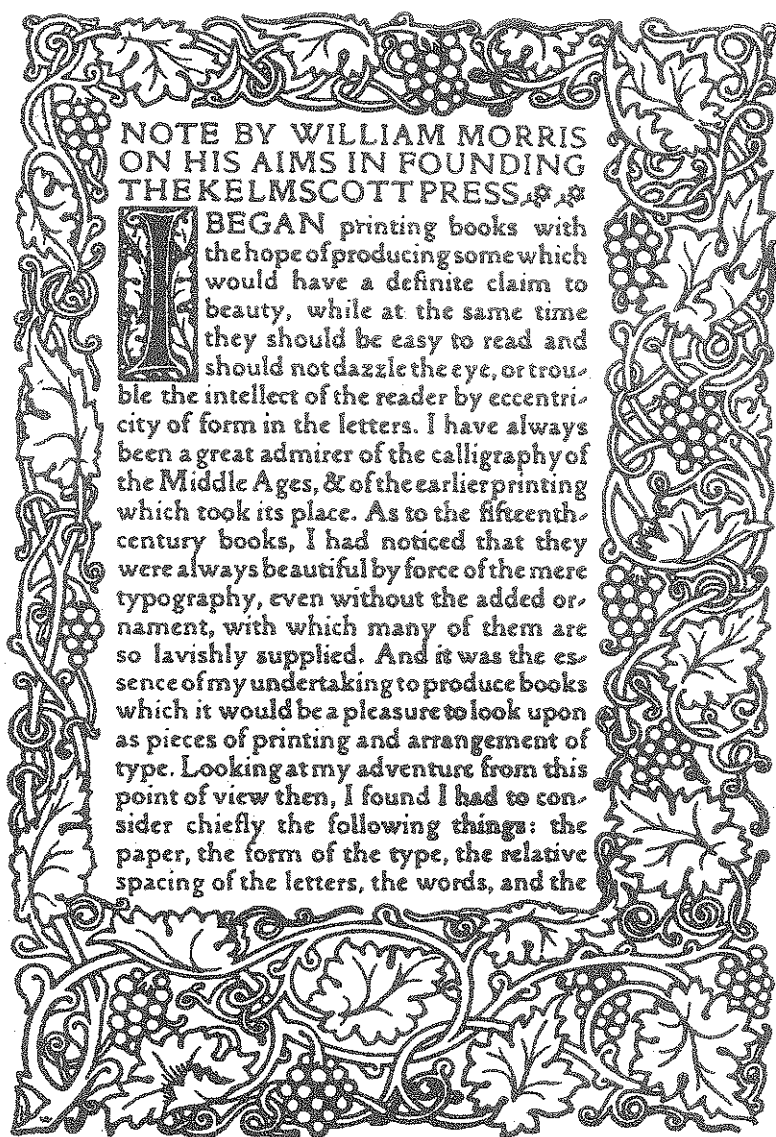 NOTE BY WILLIAM MORRIS
ON HIS AIMS IN FOUNDING
THE KELMSCOTT PRESS
I BEGAN printing books with
the hope of producing some which
would have a definite claim to
beauty, while at the same time
they should be easy to read and
should not dazzle the eye, or trou-
ble the intellect of the reader by eccentri-
city of form in the letters. I have always
been a great admirer of the calligraphy of
the Middle Ages, & of the earlier printing
which took its place. As to the fifteenth-
century books, I had noticed that they
were always beautiful by force of the mere
typography, even without the added or-
nament, with which many of them are
so lavishly supplied. And it was the es-
sence of my undertaking to produce books
which it would be a pleasure to look upon
as pieces of printing and arrangement of
type. Looking at my adventure from this
point of view then, I found I had to con-
sider chiefly the following things: the
paper, the form of the type, the relative
spacing of the letters, the words, and the